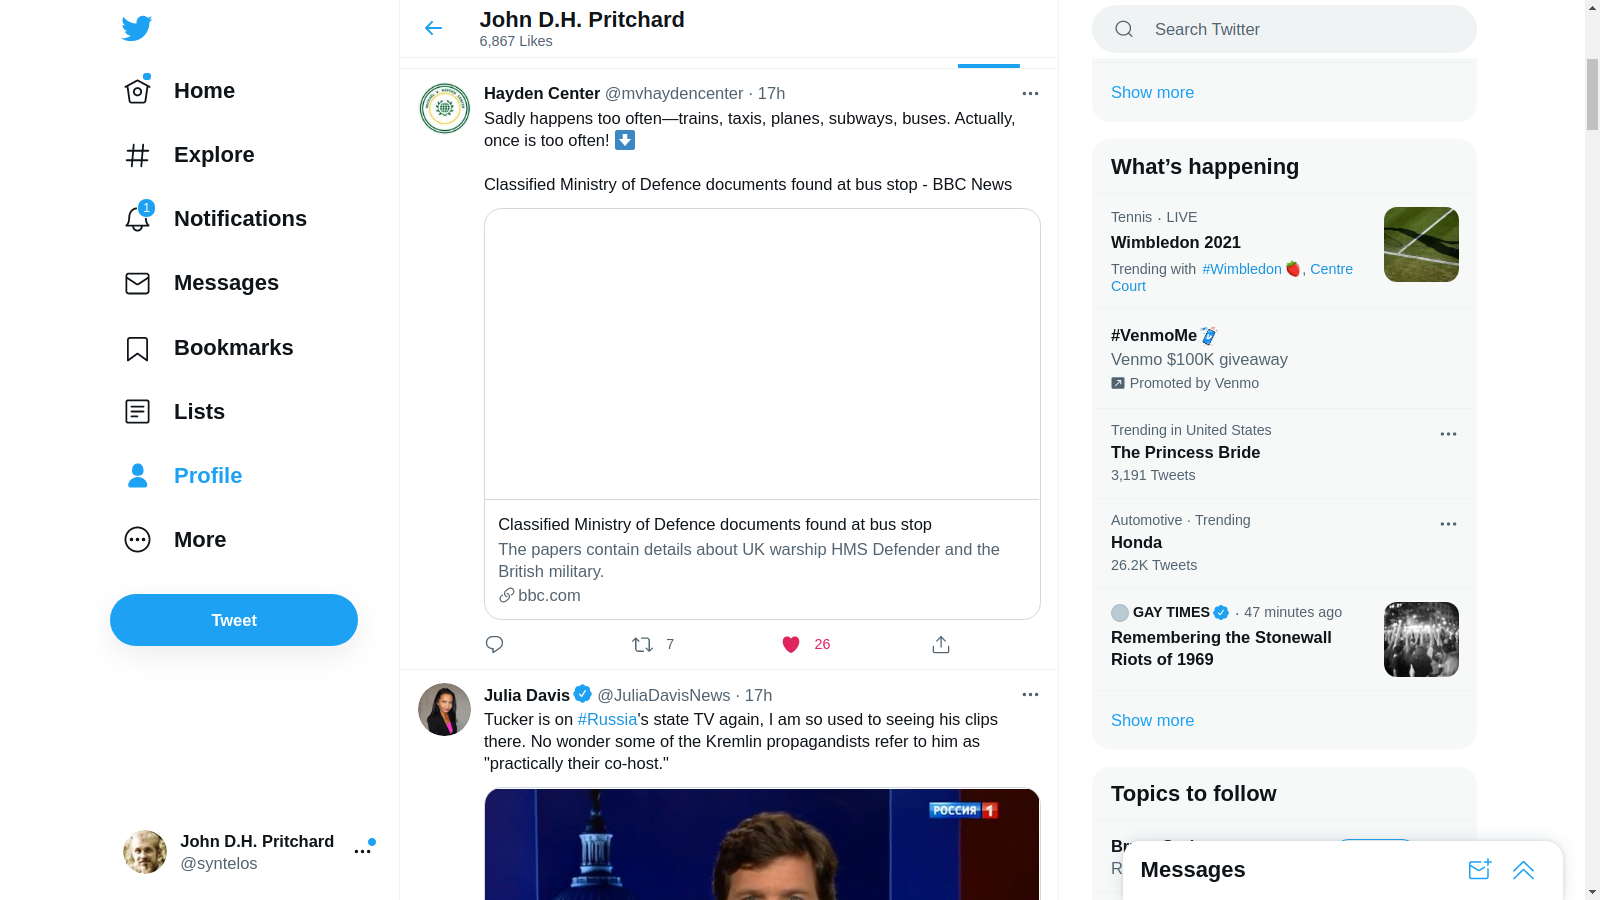 Home
Explore
1
Notifications
Messages
Bookmarks
Lists
Profile
More
Tweet
John D.H. Pritchard
@syntelos
John D.H. Pritchard
6,867 Likes
Hayden Center @mvhaydencenter · 17h
Sadly happens too often—trains, taxis, planes, subways, buses. Actually,
once is too often! ⬇️
Classified Ministry of Defence documents found at bus stop - BBC News
Classified Ministry of Defence documents found at bus stop
The papers contain details about UK warship HMS Defender and the
British military.
bbc.com
7
26
Julia Davis @JuliaDavisNews · 17h
Tucker is on #Russia's state TV again, I am so used to seeing his clips
there. No wonder some of the Kremlin propagandists refer to him as
"practically their co-host."
РОССИЯ 1
Search Twitter
Show more
What’s happening
Tennis · LIVE
Wimbledon 2021
Trending with #Wimbledon🍓, Centre
Court
#VenmoMe
Venmo $100K giveaway
Promoted by Venmo
Trending in United States
The Princess Bride
3,191 Tweets
Automotive · Trending
Honda
26.2K Tweets
GAY TIMES · 47 minutes ago
Remembering the Stonewall
Riots of 1969
Show more
Topics to follow
Messages